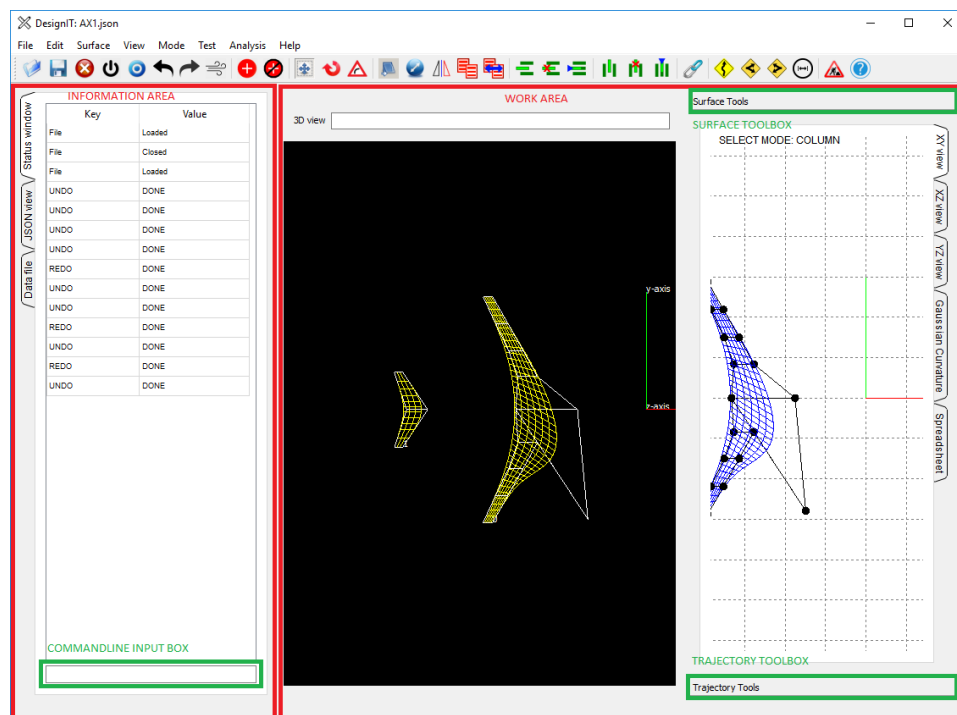 DesignIT: AX1.json
File Edit Surface View Mode Test Analysis Help
INFORMATION AREA
Status window
JSON view
Data file
Key Value
File Loaded
File Closed
File Loaded
UNDO DONE
UNDO DONE
UNDO DONE
UNDO DONE
REDO DONE
UNDO DONE
UNDO DONE
REDO DONE
UNDO DONE
REDO DONE
UNDO DONE
COMMANDLINE INPUT BOX
WORK AREA
3D view
y-axis
z-axis
Surface Tools
SURFACE TOOLBOX
SELECT MODE: COLUMN
XY view
XZ view
YZ view
Gaussian Curvature
Spreadsheet
TRAJECTORY TOOLBOX
Trajectory Tools